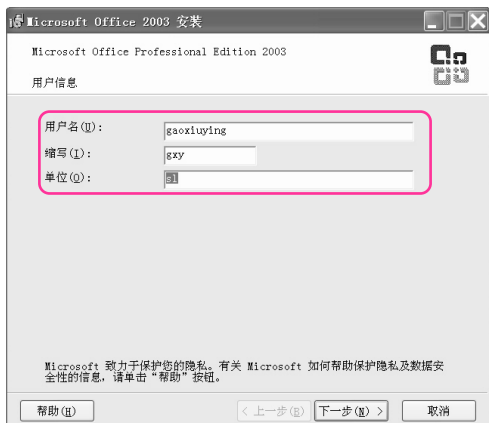 Microsoft Office 2003 安装
Microsoft Office Professional Edition 2003
用户信息
用户名(U): gaoxiuying
缩写(I): gxy
单位(O): sl
Microsoft 致力于保护您的隐私。有关 Microsoft 如何帮助保护隐私及数据安
全性的信息，请单击“帮助”按钮。
帮助(H) < 上一步(B) 下一步(N) > 取消